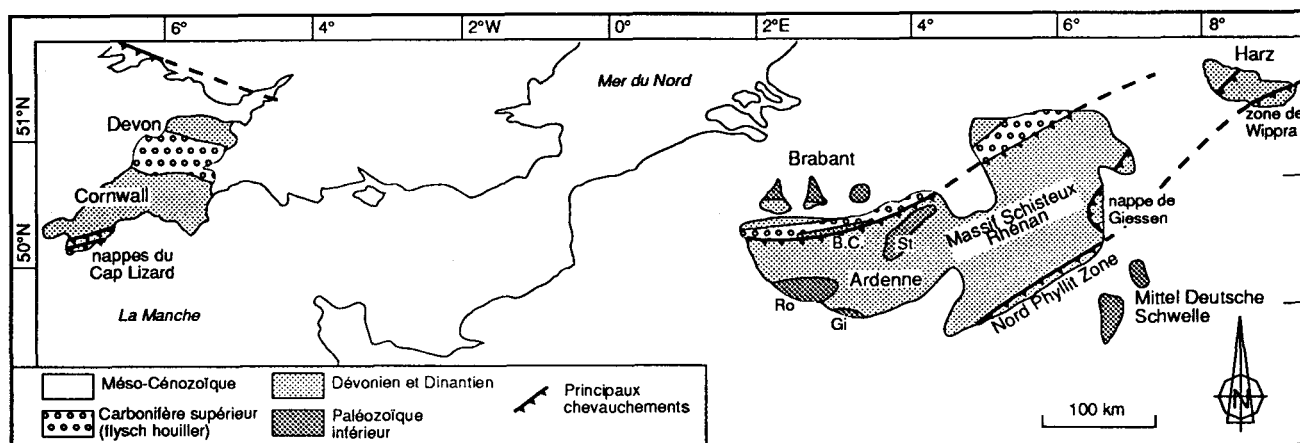 6°
4°
2°W
0°
2°E
4°
6°
8°
51°N
50°N
Devon
Cornwall
nappes du
Cap Lizard
La Manche
Mer du Nord
Brabant
B.C.
St
Ardenne
Ro
Gi
Massif Schisteux
Rhénan
Nord Phyllit Zone
nappe de
Giessen
Harz
zone de
Wippra
Mittel Deutsche
Schwelle
Méso-Cénozoïque
Carbonifère supérieur
(flysch houiller)
Dévonien et Dinantien
Paléozoïque
inférieur
Principaux
chevauchements
100 km
N